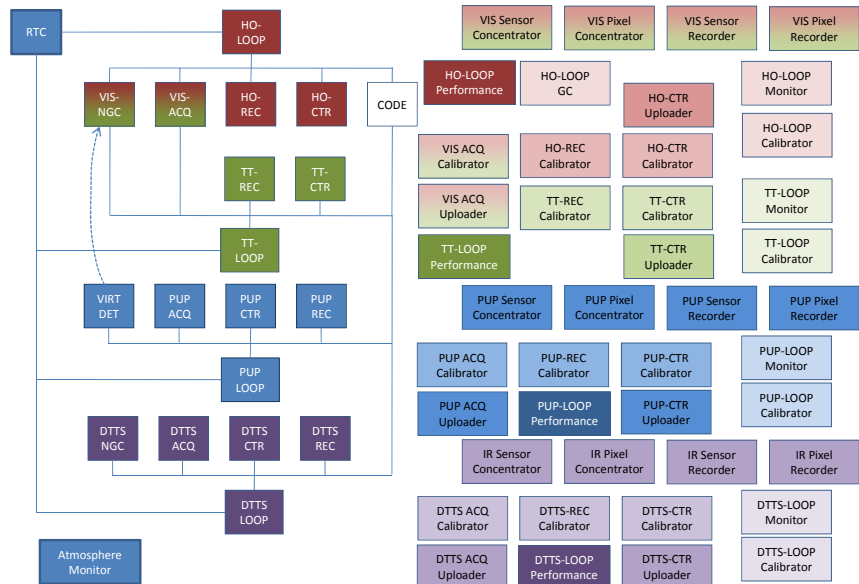 RTC
HO-
LOOP
VIS-
NGC
VIS-
ACQ
HO-
REC
HO-
CTR
CODE
TT-
REC
TT-
CTR
TT-
LOOP
VIRT
DET
PUP
ACQ
PUP
CTR
PUP
REC
PUP
LOOP
DTTS
NGC
DTTS
ACQ
DTTS
CTR
DTTS
REC
DTTS
LOOP
Atmosphere
Monitor
VIS Sensor
Concentrator
VIS Pixel
Concentrator
VIS Sensor
Recorder
VIS Pixel
Recorder
HO-LOOP
Performance
HO-LOOP
GC
HO-CTR
Uploader
HO-LOOP
Monitor
HO-LOOP
Calibrator
VIS ACQ
Calibrator
HO-REC
Calibrator
HO-CTR
Calibrator
VIS ACQ
Uploader
TT-REC
Calibrator
TT-CTR
Calibrator
TT-LOOP
Monitor
TT-LOOP
Performance
TT-CTR
Uploader
TT-LOOP
Calibrator
PUP Sensor
Concentrator
PUP Pixel
Concentrator
PUP Sensor
Recorder
PUP Pixel
Recorder
PUP ACQ
Calibrator
PUP-REC
Calibrator
PUP-CTR
Calibrator
PUP-LOOP
Monitor
PUP ACQ
Uploader
PUP-LOOP
Performance
PUP-CTR
Uploader
PUP-LOOP
Calibrator
IR Sensor
Concentrator
IR Pixel
Concentrator
IR Sensor
Recorder
IR Pixel
Recorder
DTTS ACQ
Calibrator
DTTS-REC
Calibrator
DTTS-CTR
Calibrator
DTTS-LOOP
Monitor
DTTS ACQ
Uploader
DTTS-LOOP
Performance
DTTS-CTR
Uploader
DTTS-LOOP
Calibrator